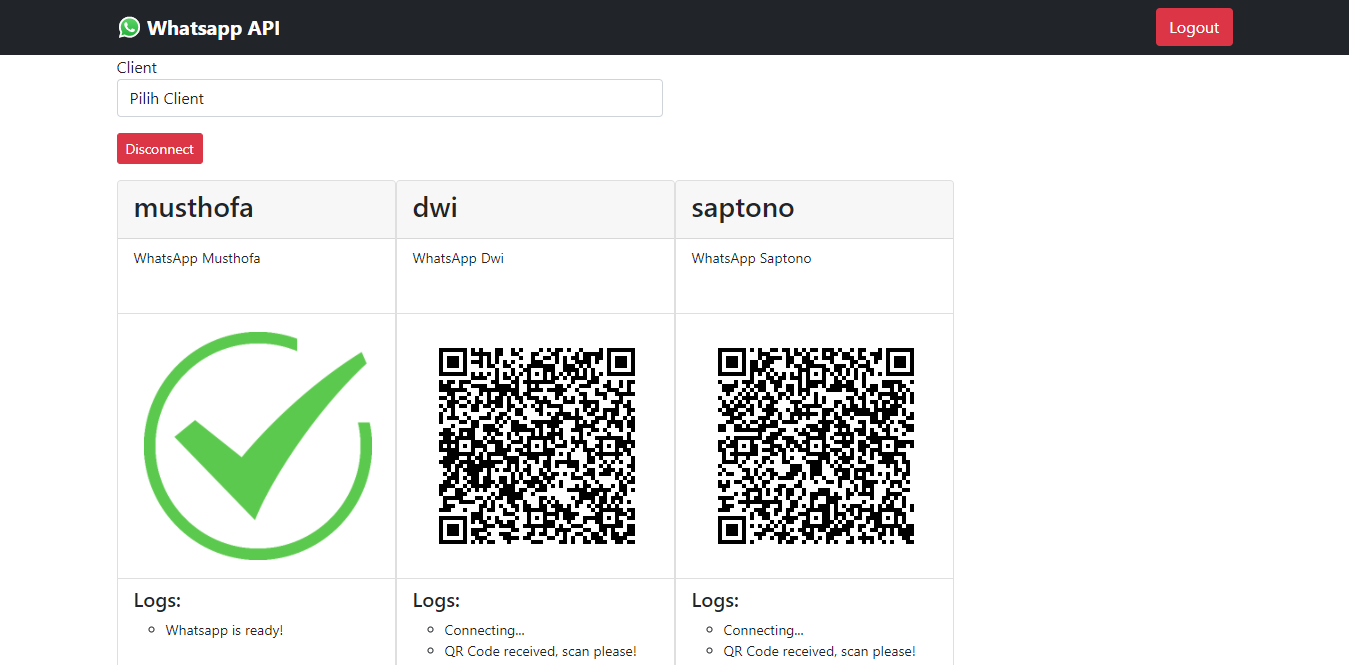 Whatsapp API
Logout
Client
Pilih Client
Disconnect
musthofa
WhatsApp Musthofa
Logs:
Whatsapp is ready!
dwi
WhatsApp Dwi
Logs:
Connecting...
QR Code received, scan please!
saptono
WhatsApp Saptono
Logs:
Connecting...
QR Code received, scan please!